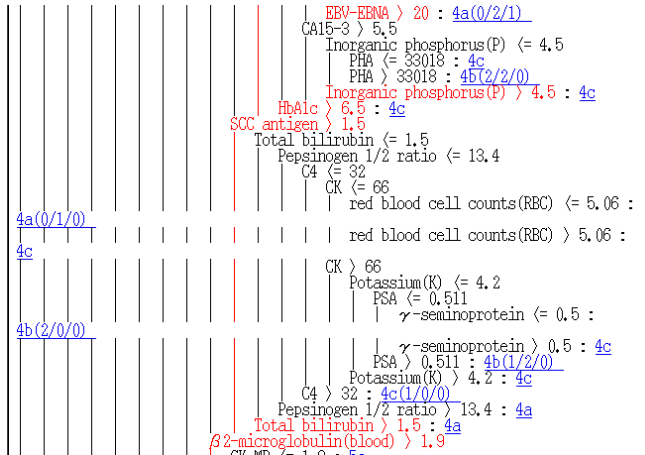 EBV-EBNA > 20 : 4a(0/2/1)
CA15-3 > 5.5
Inorganic phosphorus(P) <= 4.5
PHA <= 33018 : 4c
PHA > 33018 : 4b(2/2/0)
Inorganic phosphorus(P) > 4.5 : 4c
HbAlc > 6.5 : 4c
SCC antigen > 1.5
Total bilirubin <= 1.5
Pepsinogen 1/2 ratio <= 13.4
C4 <= 32
CK <= 66
red blood cell counts(RBC) <= 5.06 :
4a(0/1/0)
red blood cell counts(RBC) > 5.06 :
4c
CK > 66
Potassium(K) <= 4.2
PSA <= 0.511
γ-seminoprotein <= 0.5 :
4b(2/0/0)
γ-seminoprotein > 0.5 : 4c
PSA > 0.511 : 4b(1/2/0)
Potassium(K) > 4.2 : 4c
C4 > 32 : 4c(1/0/0)
Pepsinogen 1/2 ratio > 13.4 : 4a
Total bilirubin > 1.5 : 4a
β2-microglobulin(blood) > 1.9